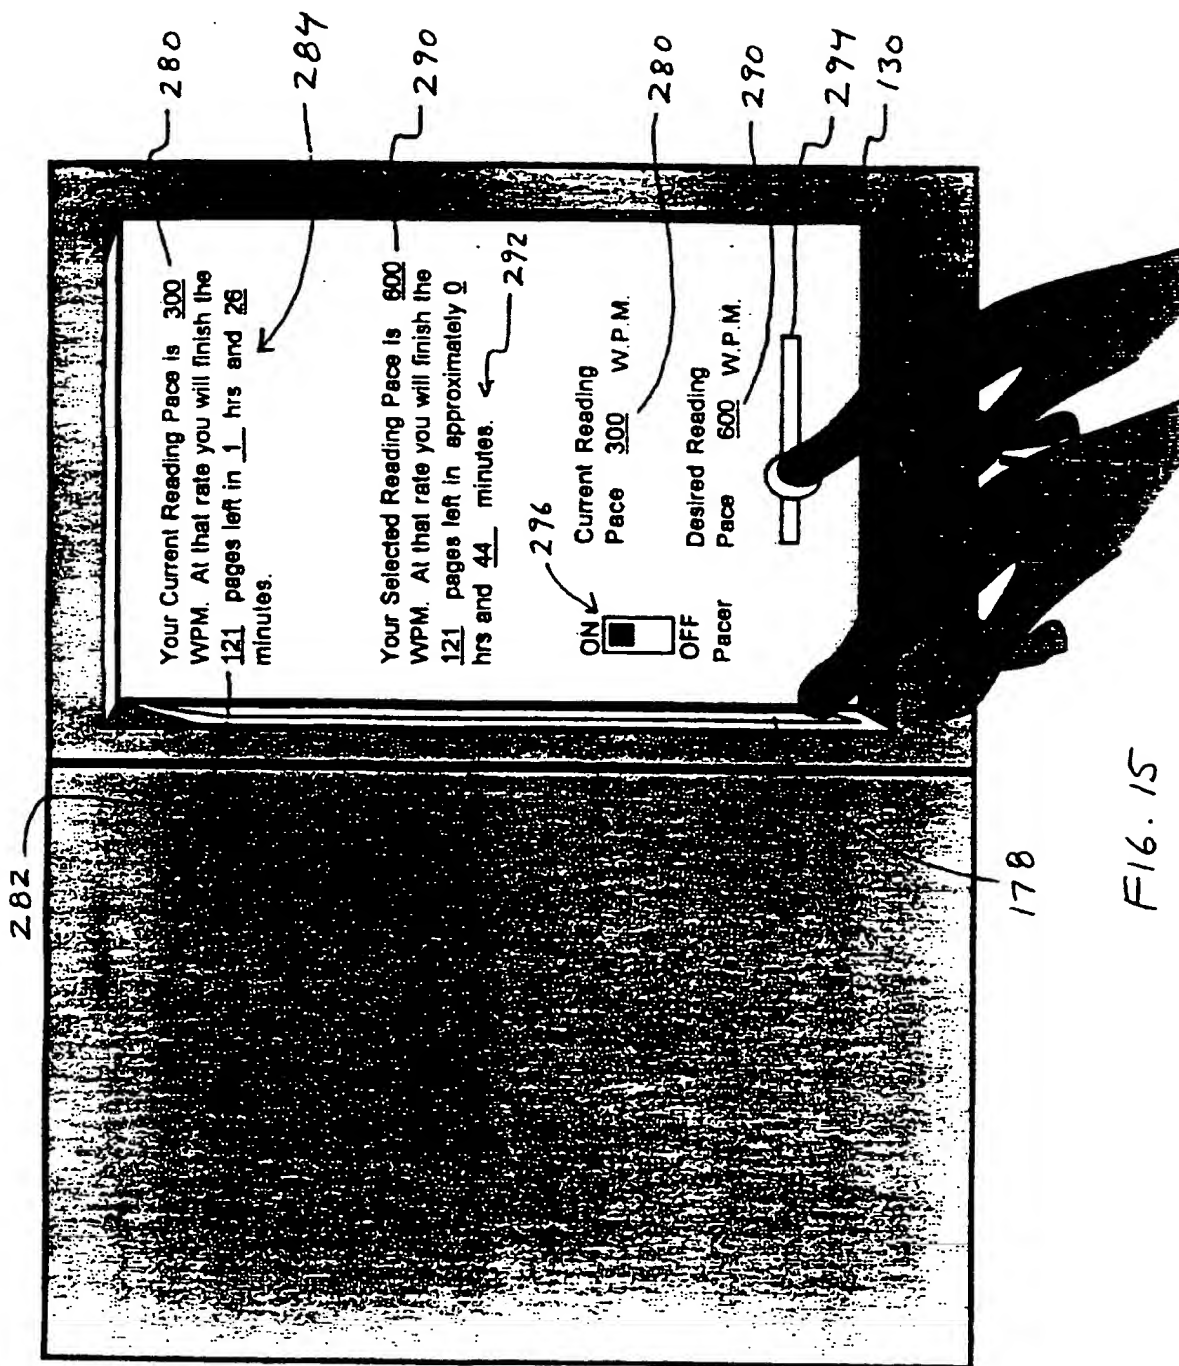 282
280
Your Current Reading Pace is 300
WPM. At that rate you will finish the
121 pages left in 1 hrs and 26
minutes.
284
Your Selected Reading Pace is 600
WPM. At that rate you will finish the
121 pages left in approximately 0
hrs and 44 minutes.
290
292
296
ON
OFF
Pacer
Current Reading
Pace 300 W.P.M.
280
Desired Reading
Pace 600 W.P.M.
290
294
130
178
FIG. 15